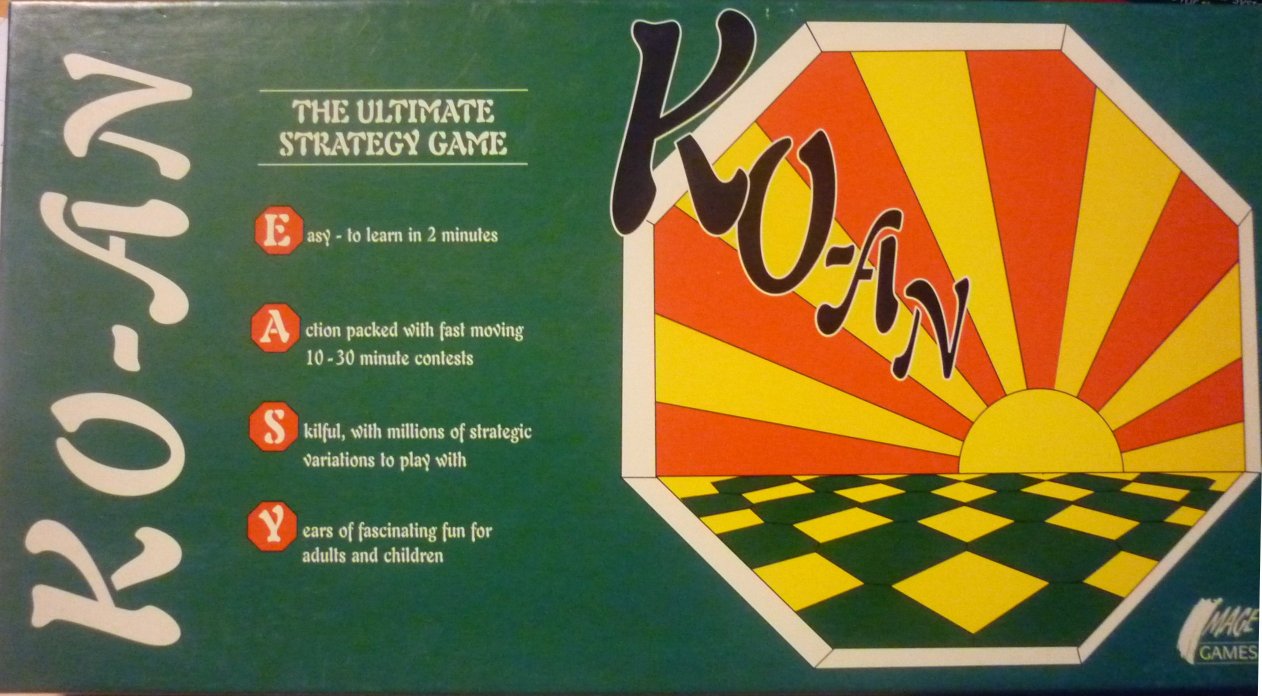 KO-AN
THE ULTIMATE
STRATEGY GAME
Easy - to learn in 2 minutes
Action packed with fast moving
10-30 minute contests
Skilful, with millions of strategic
variations to play with
Years of fascinating fun for
adults and children
KO-AN
IMAGE
GAMES